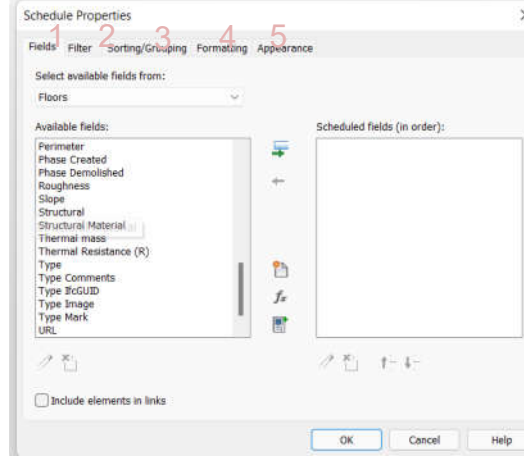 Schedule Properties
1 2 3 4 5
Fields Filter Sorting/Grouping Formatting Appearance
Select available fields from:
Floors
Available fields:
Scheduled fields (in order):
Perimeter
Phase Created
Phase Demolished
Roughness
Slope
Structural
Structural Material
Thermal mass
Thermal Resistance (R)
Type
Type Comments
Type IfcGUID
Type Image
Type Mark
URL
fx
Include elements in links
OK Cancel Help